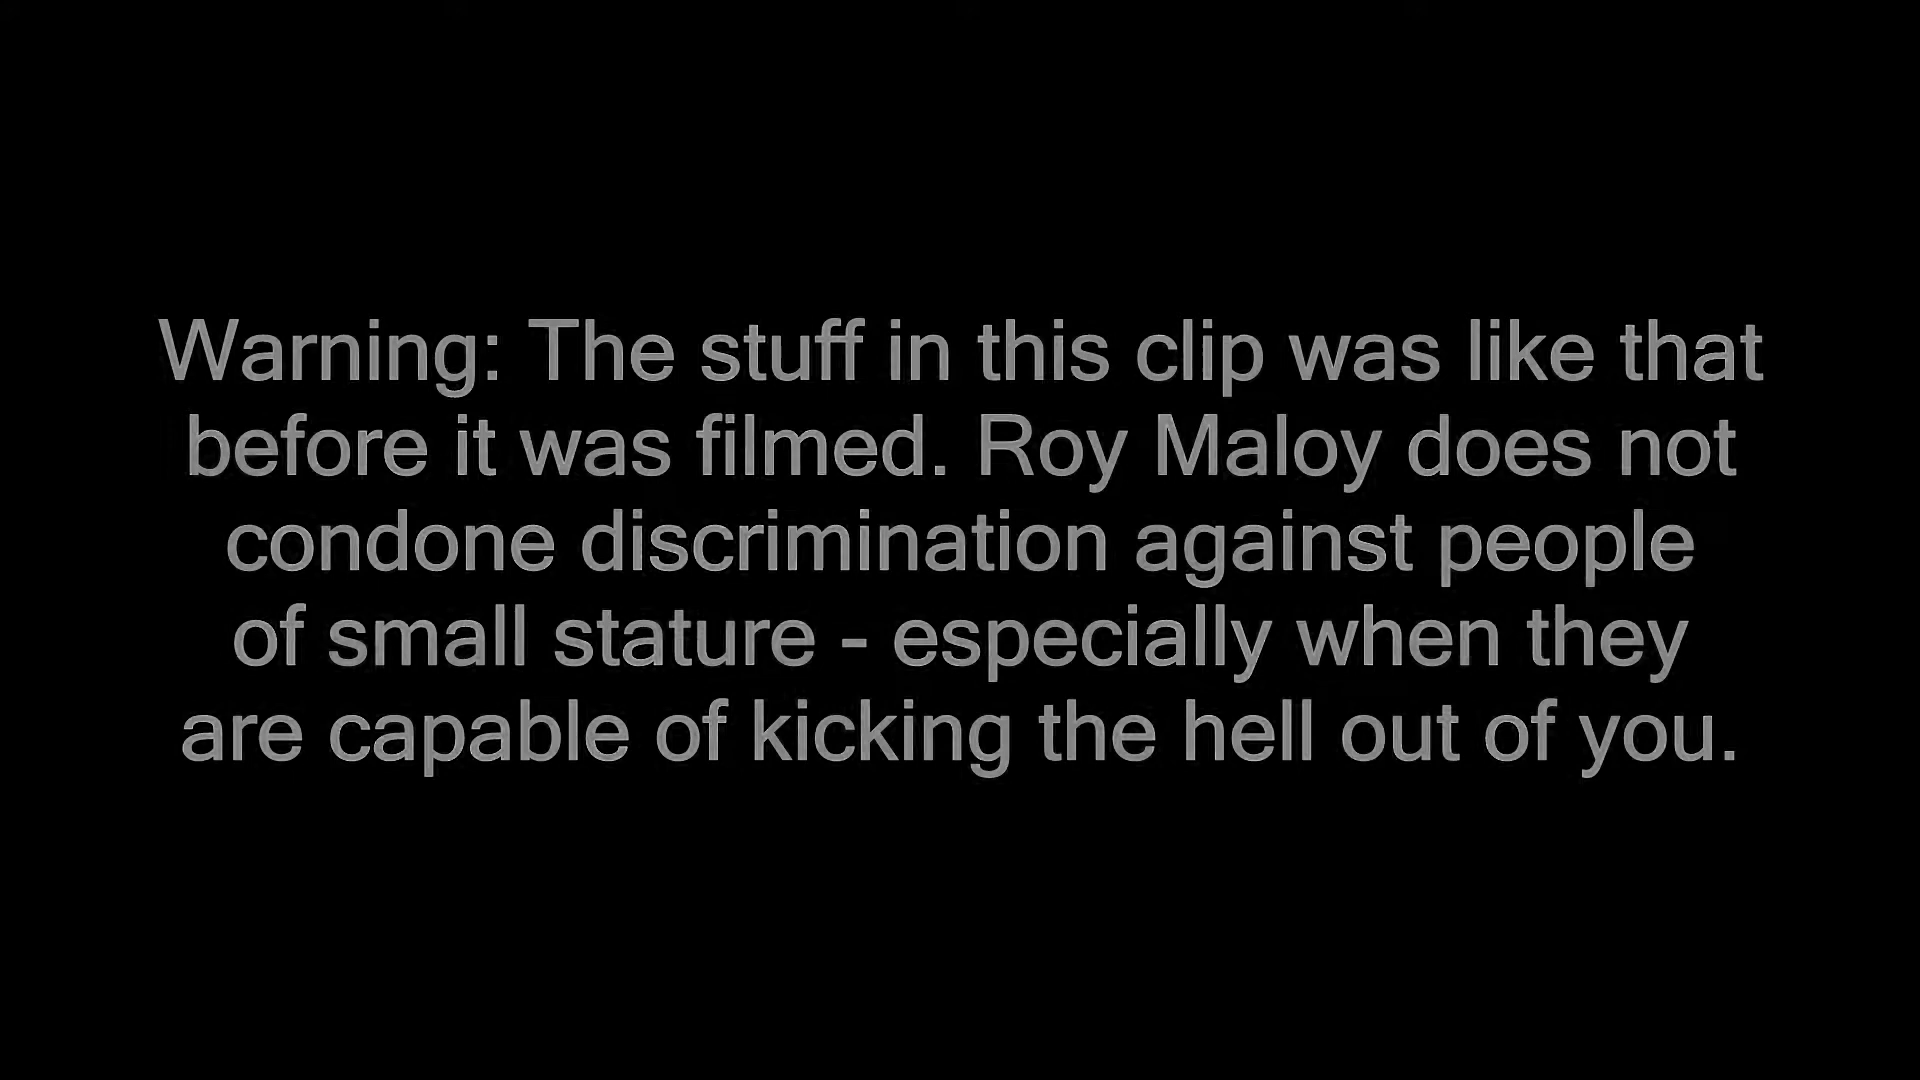 Warning: The stuff in this clip was like that
before it was filmed. Roy Maloy does not
condone discrimination against people
of small stature - especially when they
are capable of kicking the hell out of you.